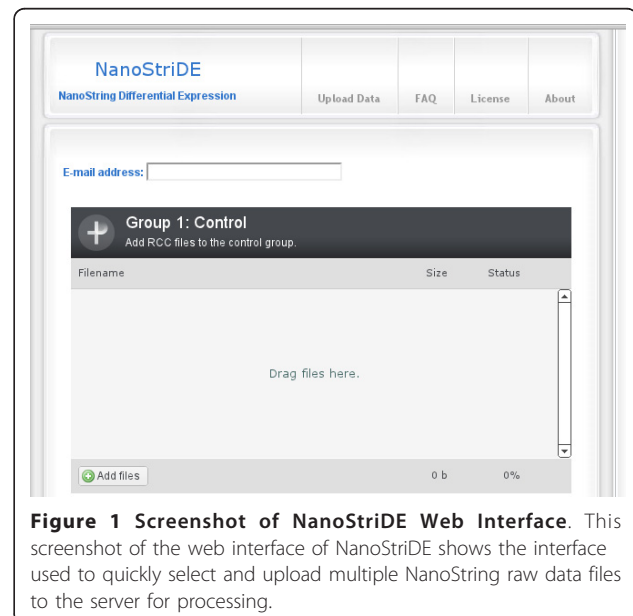 NanoStriDE
NanoString Differential Expression
Upload Data FAQ License About
E-mail address:
Group 1: Control
Add RCC files to the control group.
Filename Size Status
Drag files here.
Add files 0 b 0%
Figure 1 Screenshot of NanoStriDE Web Interface. This
screenshot of the web interface of NanoStriDE shows the interface
used to quickly select and upload multiple NanoString raw data files
to the server for processing.